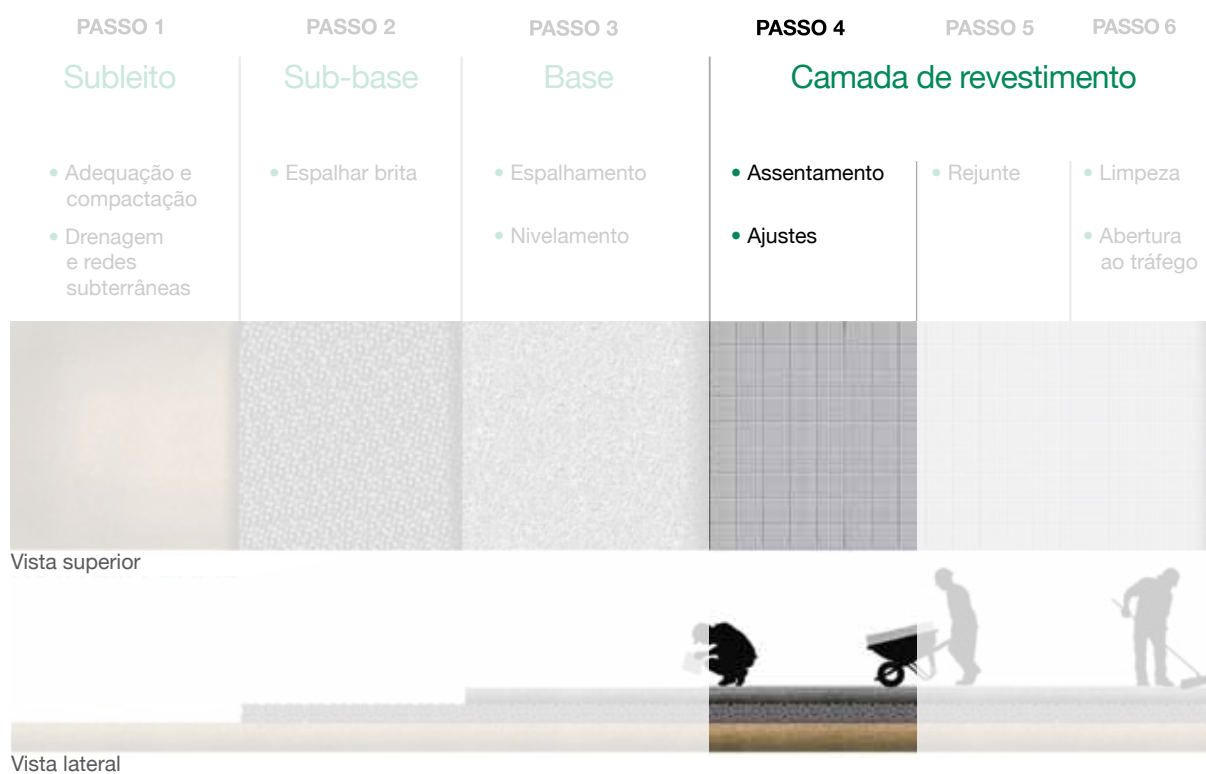 PASSO 1
PASSO 2
PASSO 3
PASSO 4
PASSO 5
PASSO 6
Subleito
Sub-base
Base
Camada de revestimento
• Adequação e
compactação
• Drenagem
e redes
subterrâneas
• Espalhar brita
• Espalhamento
• Nivelamento
• Assentamento
• Ajustes
• Rejunte
• Limpeza
• Abertura
ao tráfego
Vista superior
Vista lateral